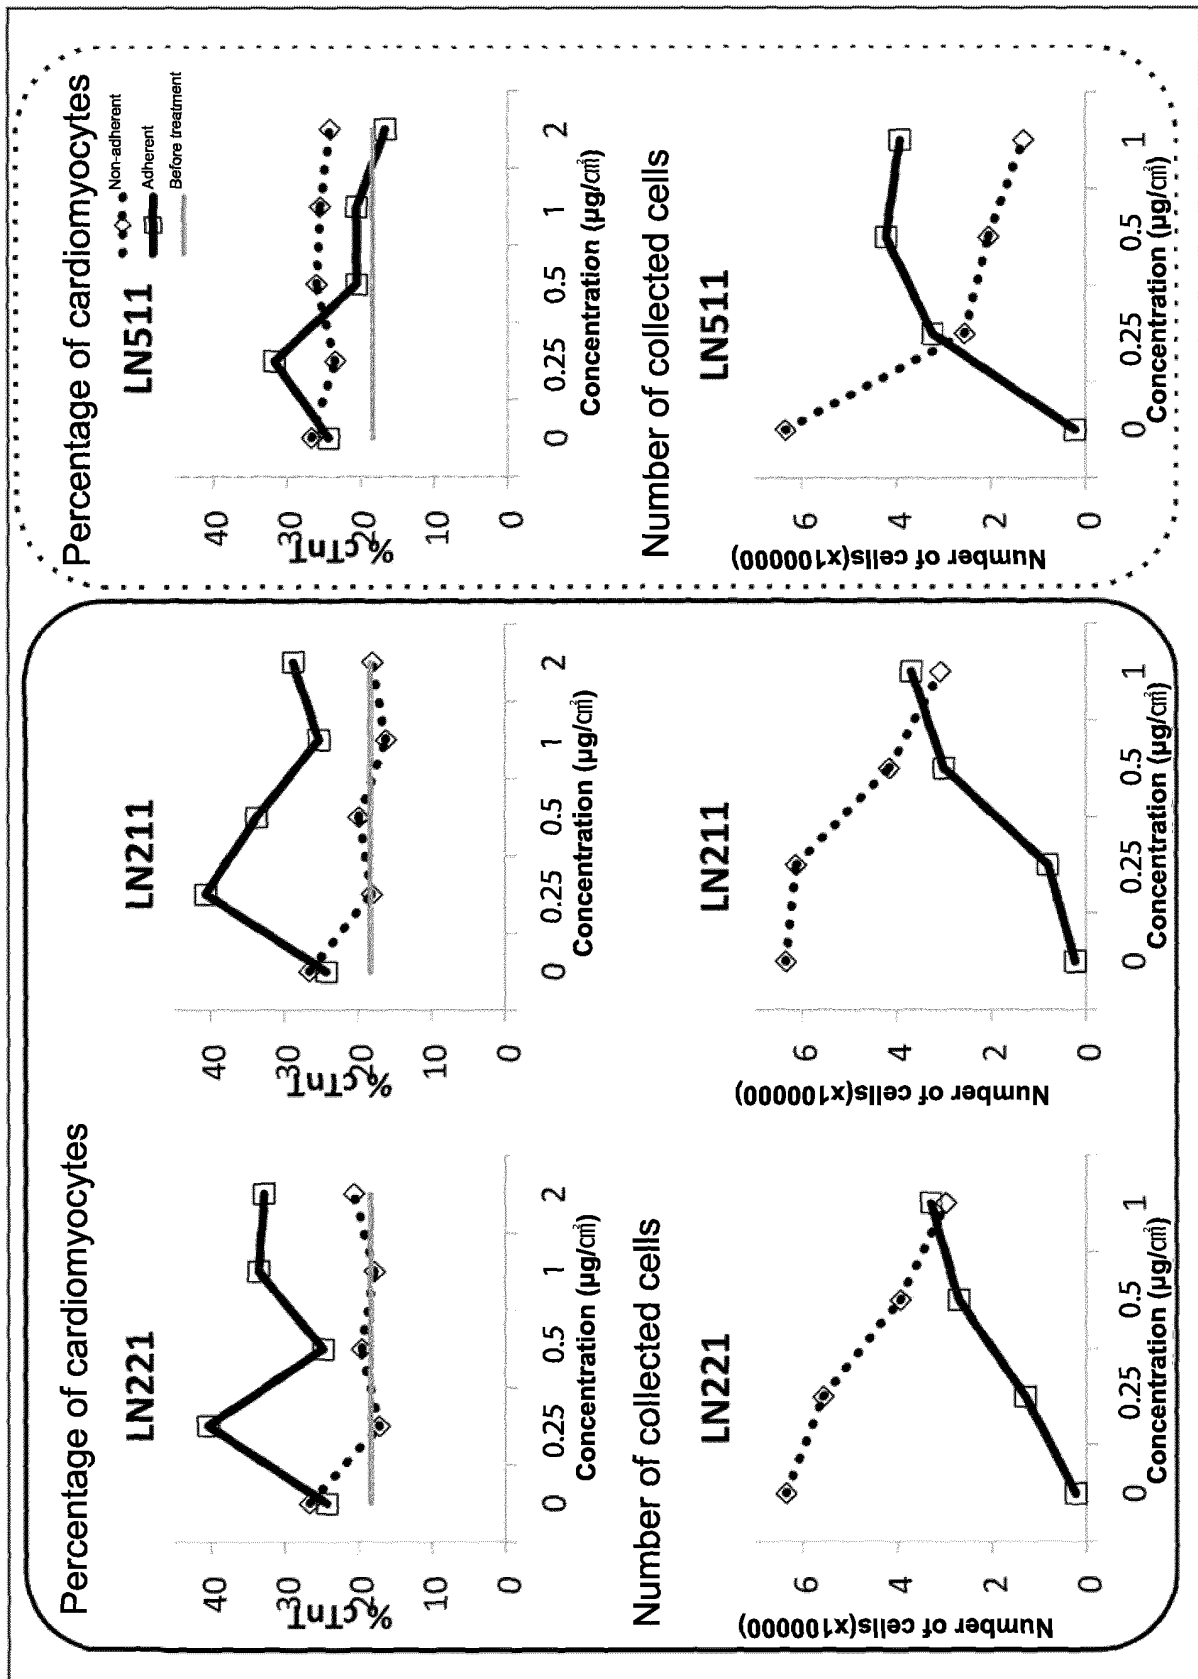 Percentage of cardiomyocytes
LN221
40
30
20
10
0
% cTnT
0 0.25 0.5 1 2
Concentration (µg/㎠)
LN211
40
30
20
10
0
% cTnT
0 0.25 0.5 1 2
Concentration (µg/㎠)
Percentage of cardiomyocytes
Non-adherent
Adherent
Before treatment
LN511
40
30
20
10
0
% cTnT
0 0.25 0.5 1 2
Concentration (µg/㎠)
Number of collected cells
LN221
6
4
2
0
Number of cells(x100000)
0 0.25 0.5 1
Concentration (µg/㎠)
LN211
6
4
2
0
Number of cells(x100000)
0 0.25 0.5 1
Concentration (µg/㎠)
Number of collected cells
LN511
6
4
2
0
Number of cells(x100000)
0 0.25 0.5 1
Concentration (µg/㎠)